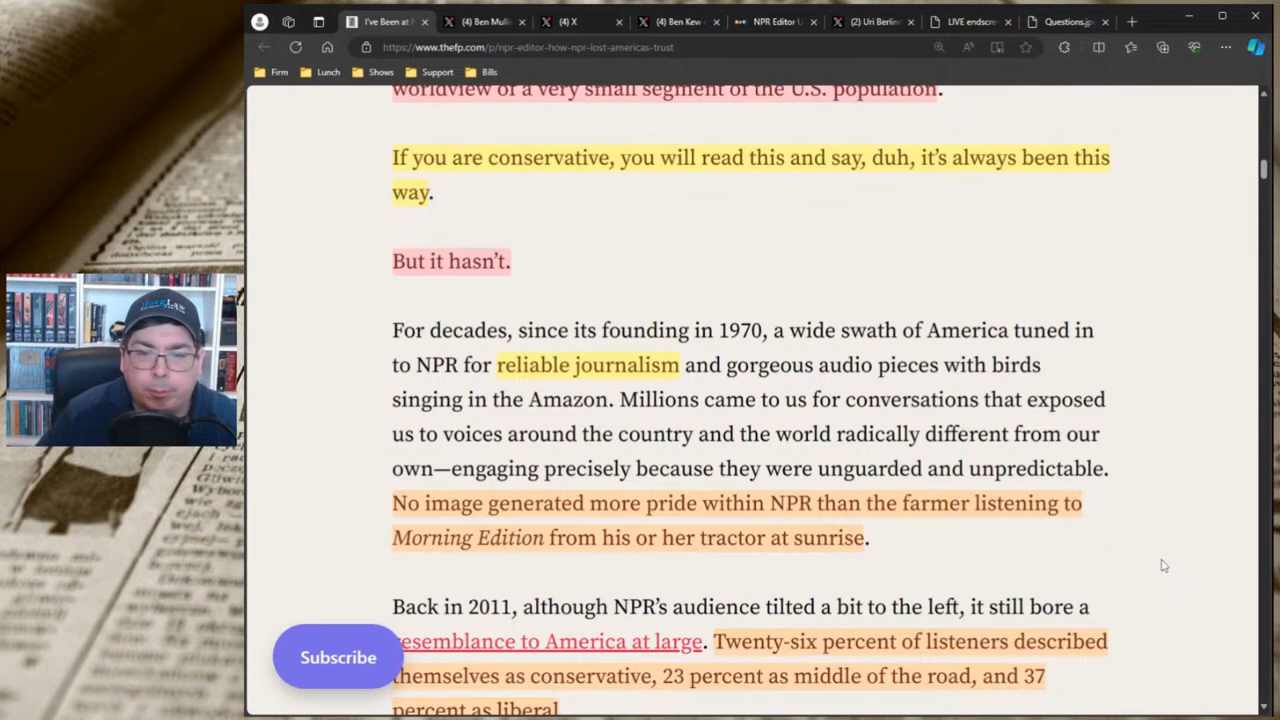 I've Been at
(4) Ben Mull
(4) X
(4) Ben Kew
NPR Editor U
(2) Uri Berlin
LIVE endscre
Questions.jp
https://www.thefp.com/p/npr-editor-how-npr-lost-americas-trust
Firm
Lunch
Shows
Support
Bills
worldview of a very small segment of the U.S. population.
If you are conservative, you will read this and say, duh, it's always been this
way.
But it hasn't.
For decades, since its founding in 1970, a wide swath of America tuned in
to NPR for reliable journalism and gorgeous audio pieces with birds
singing in the Amazon. Millions came to us for conversations that exposed
us to voices around the country and the world radically different from our
own—engaging precisely because they were unguarded and unpredictable.
No image generated more pride within NPR than the farmer listening to
Morning Edition from his or her tractor at sunrise.
Back in 2011, although NPR's audience tilted a bit to the left, it still bore a
resemblance to America at large. Twenty-six percent of listeners described
themselves as conservative, 23 percent as middle of the road, and 37
percent as liberal
Subscribe